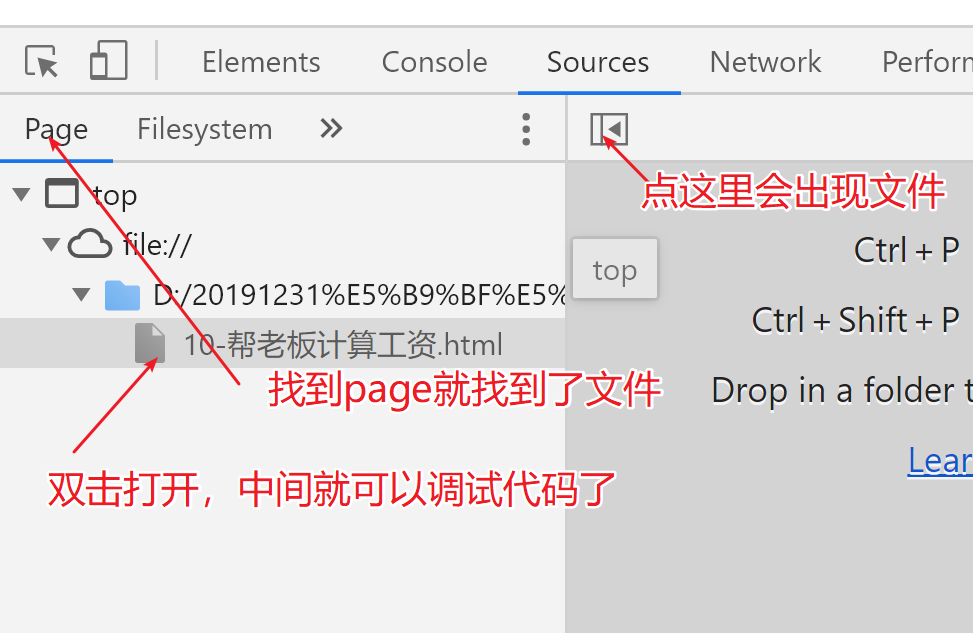 Elements Console Sources Network Perforn
Page Filesystem
点这里会出现文件
top
file://
Ctrl + P
top
D:/20191231%E5%B9%BF%E5%
Ctrl + Shift + P
10-帮老板计算工资.html
找到page就找到了文件
Drop in a folder t
Lear
双击打开，中间就可以调试代码了